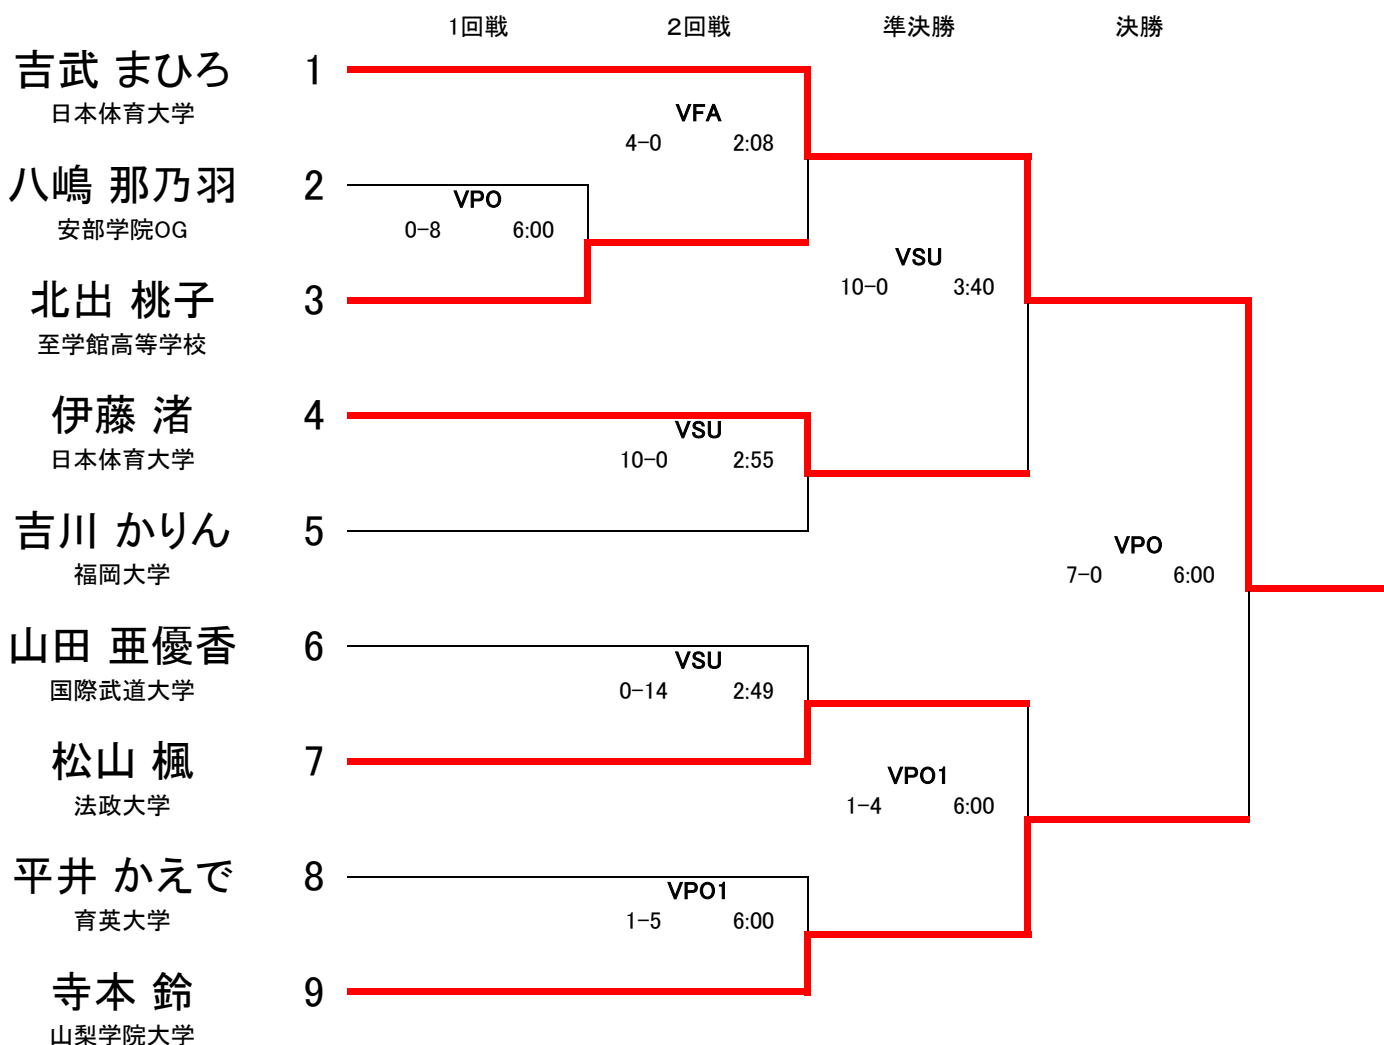 1回戦 2回戦 準決勝 決勝
吉武 まひろ 1
日本体育大学
VFA
4-0 2:08
八嶋 那乃羽 2
安部学院OG
VPO
0-8 6:00
北出 桃子 3
至学館高等学校
VSU
10-0 3:40
伊藤 渚 4
日本体育大学
VSU
10-0 2:55
吉川 かりん 5
福岡大学
VPO
7-0 6:00
山田 亜優香 6
国際武道大学
VSU
0-14 2:49
松山 楓 7
法政大学
VPO1
1-4 6:00
平井 かえで 8
育英大学
VPO1
1-5 6:00
寺本 鈴 9
山梨学院大学